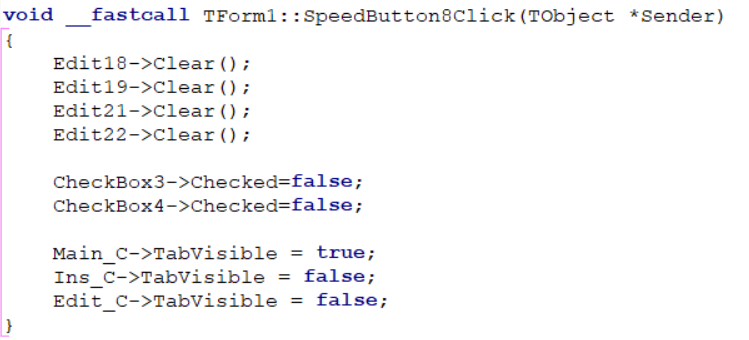 void __fastcall TForm1::SpeedButton8Click(TObject *Sender)
{
    Edit18->Clear();
    Edit19->Clear();
    Edit21->Clear();
    Edit22->Clear();

    CheckBox3->Checked=false;
    CheckBox4->Checked=false;

    Main_C->TabVisible = true;
    Ins_C->TabVisible = false;
    Edit_C->TabVisible = false;
}